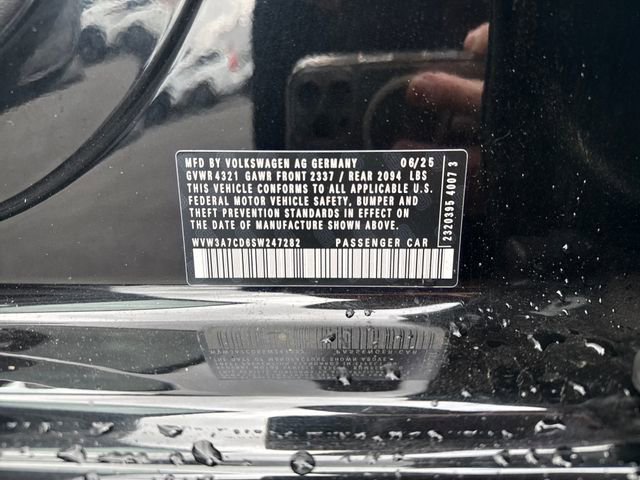 MFD BY VOLKSWAGEN AG GERMANY 06/25
GVWR 4321 GAWR FRONT 2337 / REAR 2094 LBS
THIS VEHICLE CONFORMS TO ALL APPLICABLE U.S.
FEDERAL MOTOR VEHICLE SAFETY, BUMPER AND
THEFT PREVENTION STANDARDS IN EFFECT ON
THE DATE OF MANUFACTURE SHOWN ABOVE.
WVW3A7CD6SW247282 PASSENGER CAR
2320395 4007 3